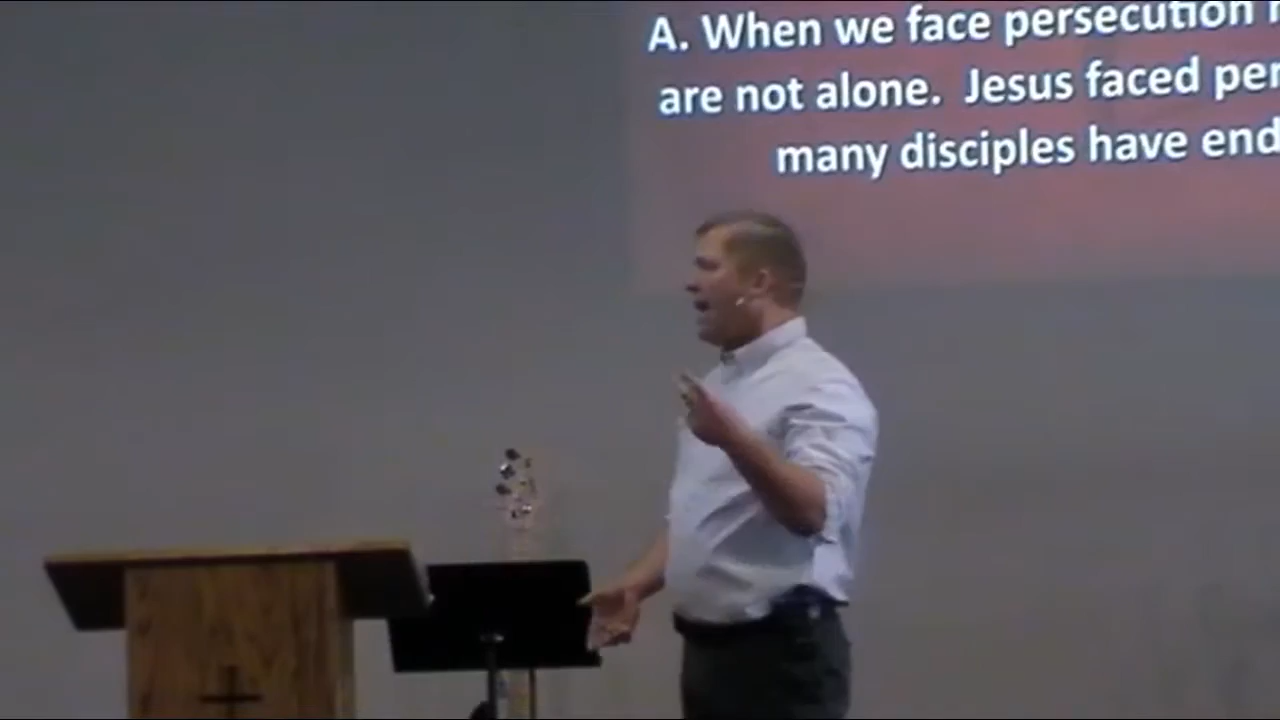 A. When we face persecution
are not alone. Jesus faced
many disciples have